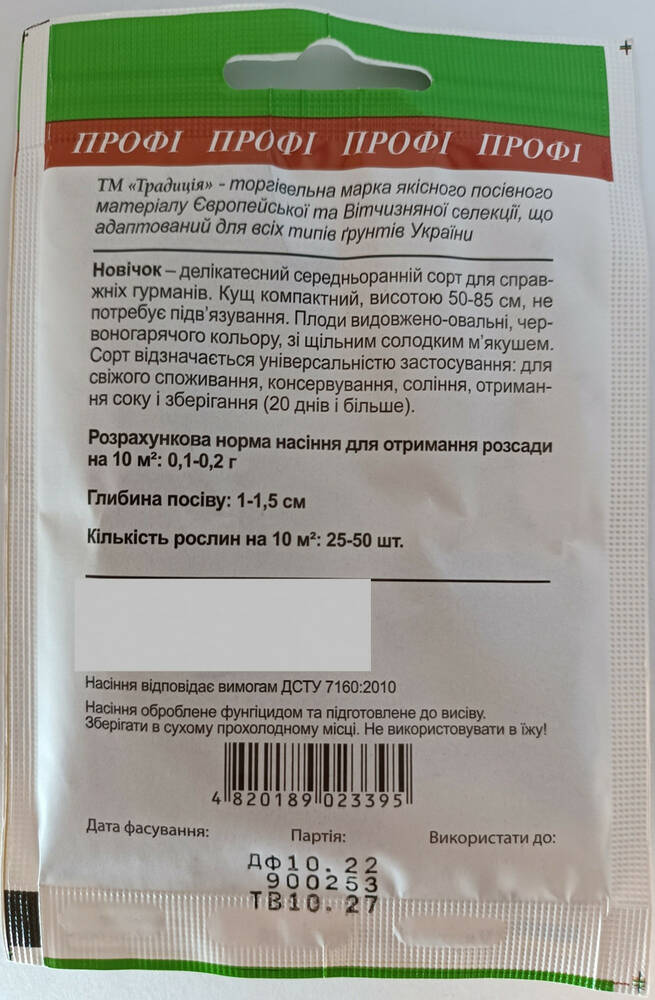 ПРОФІ ПРОФІ ПРОФІ ПРОФІ
ТМ «Традиція» - торгівельна марка якісного посівного
матеріалу Європейської та Вітчизняної селекції, що
адаптований для всіх типів ґрунтів України
Новічок – делікатесний середньоранній сорт для справ-
жніх гурманів. Кущ компактний, висотою 50-85 см, не
потребує підв'язування. Плоди видовжено-овальні, чер-
воногарячого кольору, зі щільним солодким м'якушем.
Сорт відзначається універсальністю застосування: для
свіжого споживання, консервування, соління, отриман-
ня соку і зберігання (20 днів і більше).
Розрахункова норма насіння для отримання розсади
на 10 м²: 0,1-0,2 г
Глибина посіву: 1-1,5 см
Кількість рослин на 10 м²: 25-50 шт.
Насіння відповідає вимогам ДСТУ 7160:2010
Насіння оброблене фунгіцидом та підготовлене до висіву.
Зберігати в сухому прохолодному місці. Не використовувати в їжу!
4 820189 023395
Дата фасування: Партія: Використати до:
ДФ10.22
900253
ТВ10.27